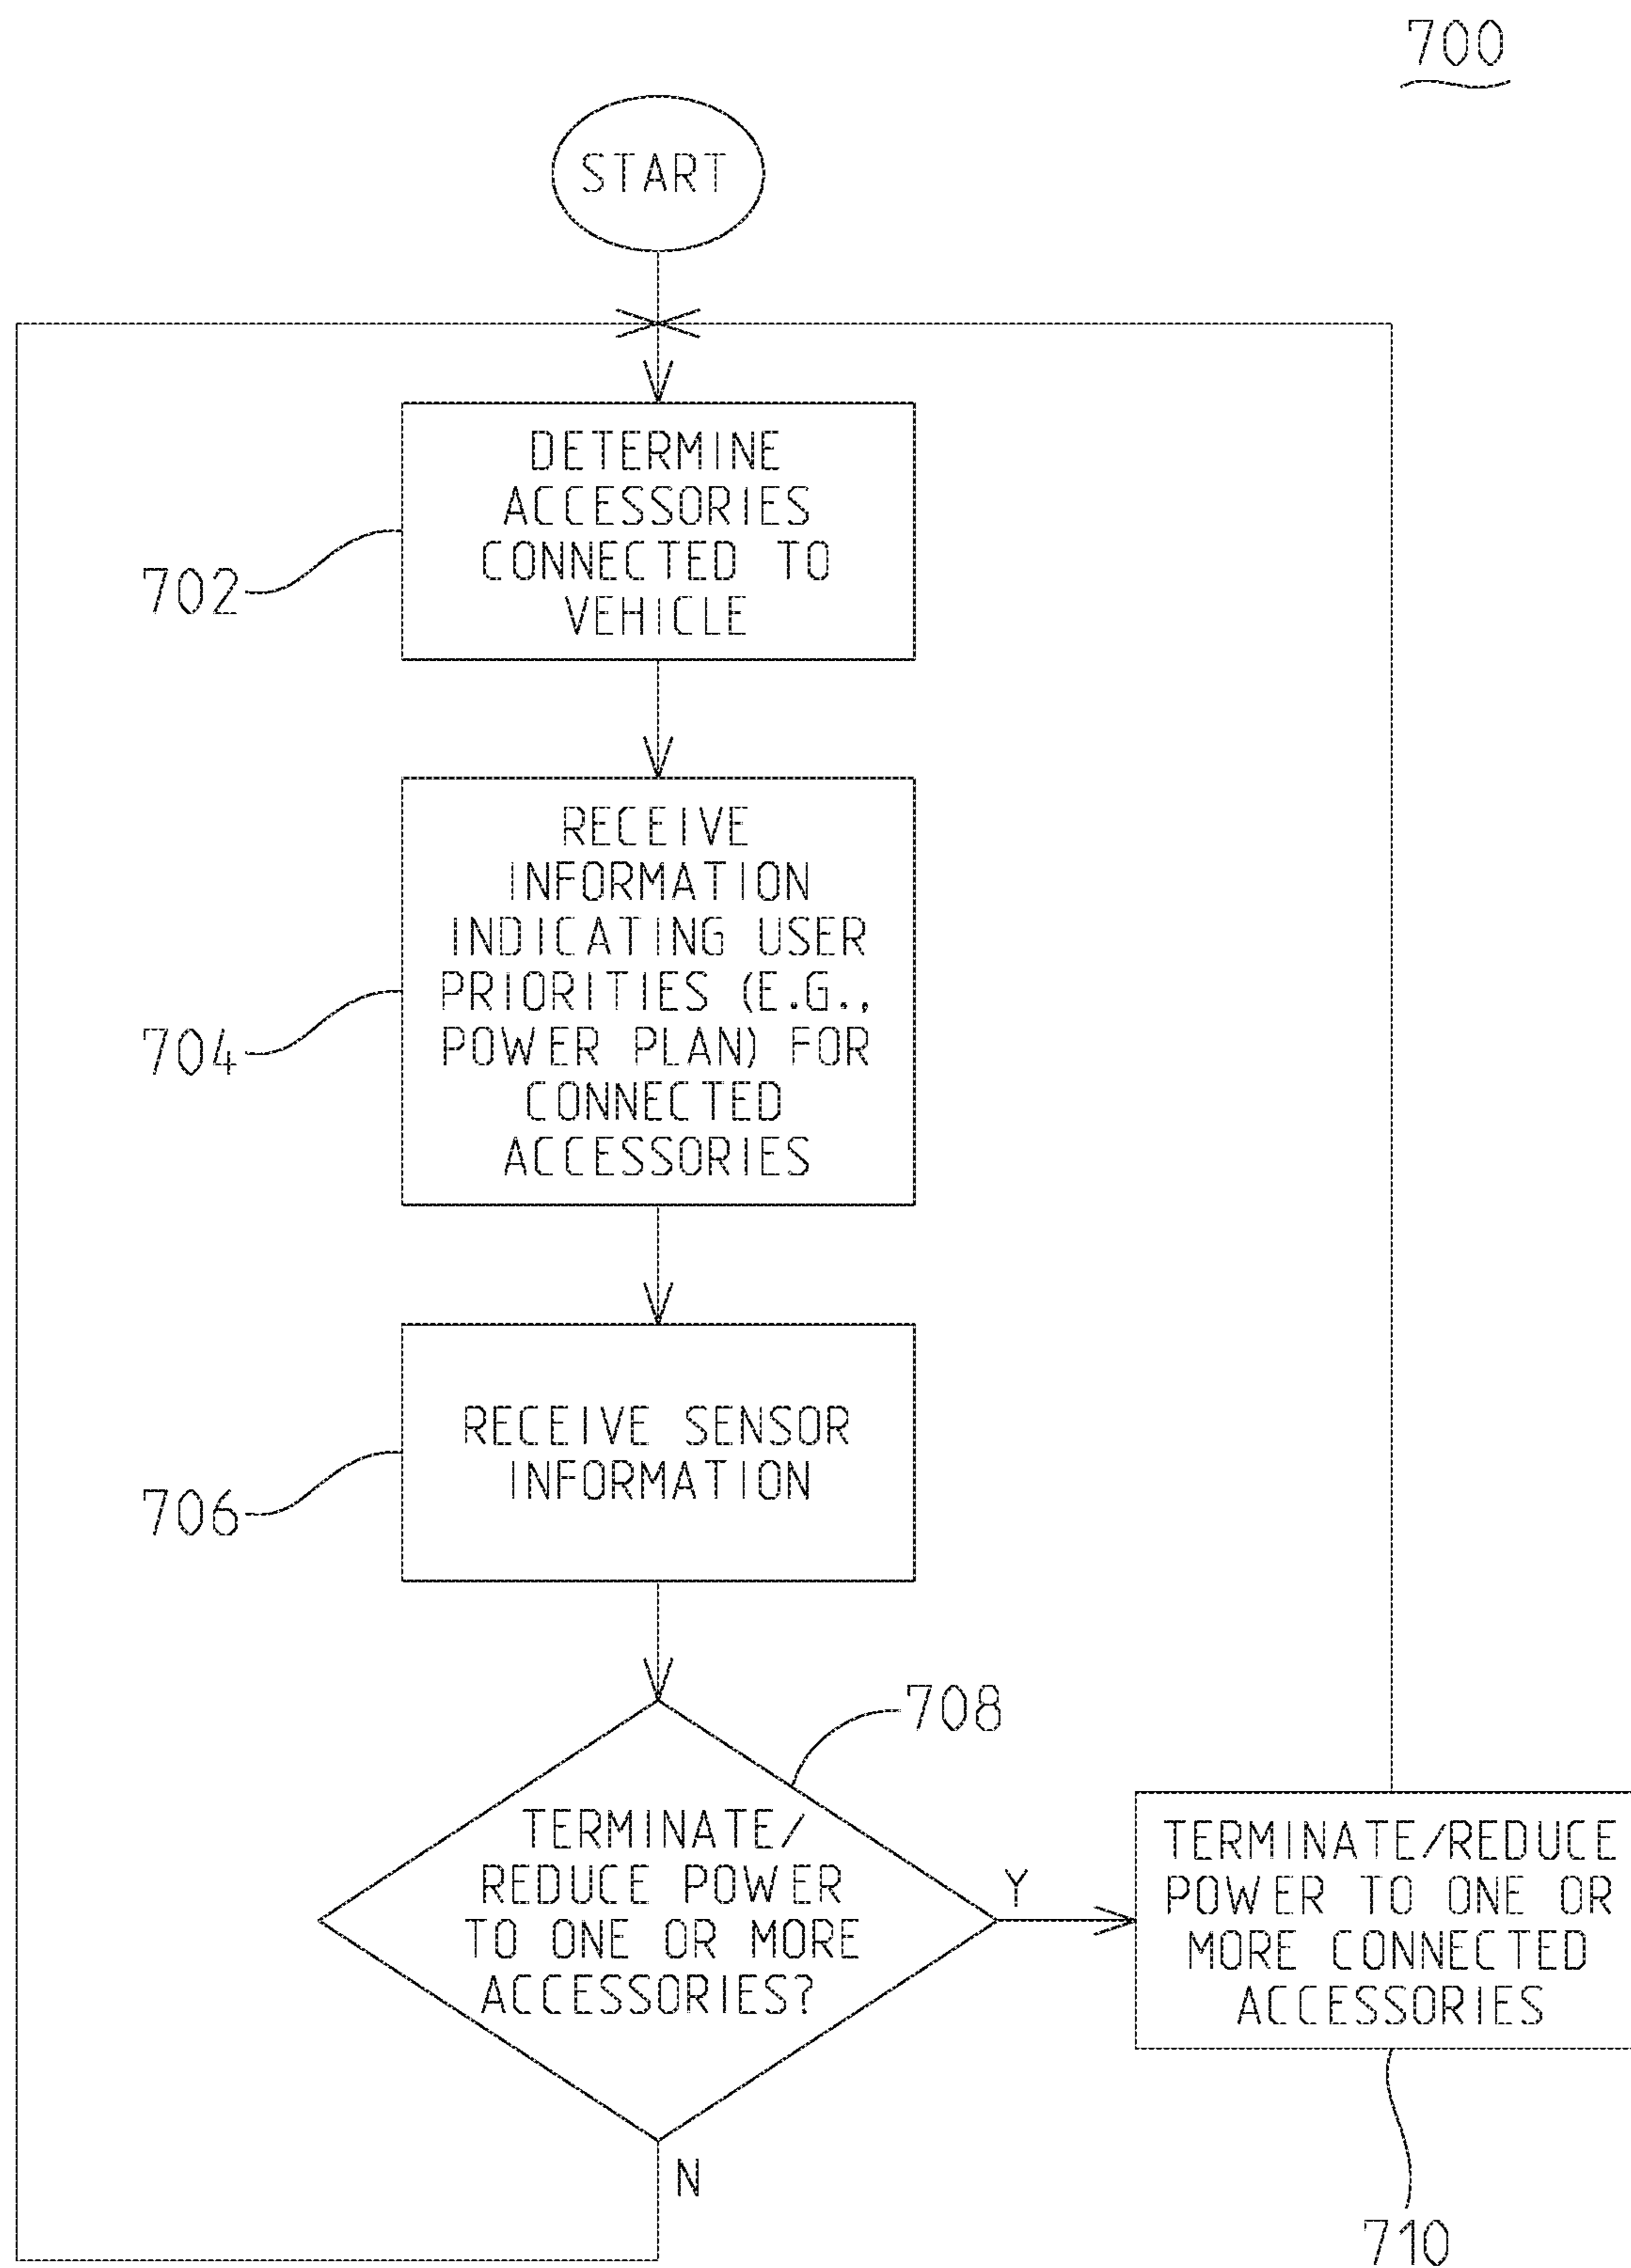 700
START
DETERMINE
ACCESSORIES
CONNECTED TO
VEHICLE
702
RECEIVE
INFORMATION
INDICATING USER
PRIORITIES (E.G.,
POWER PLAN) FOR
CONNECTED
ACCESSORIES
704
RECEIVE SENSOR
INFORMATION
706
708
TERMINATE/
REDUCE POWER
TO ONE OR MORE
ACCESSORIES?
Y
N
TERMINATE/REDUCE
POWER TO ONE OR
MORE CONNECTED
ACCESSORIES
710